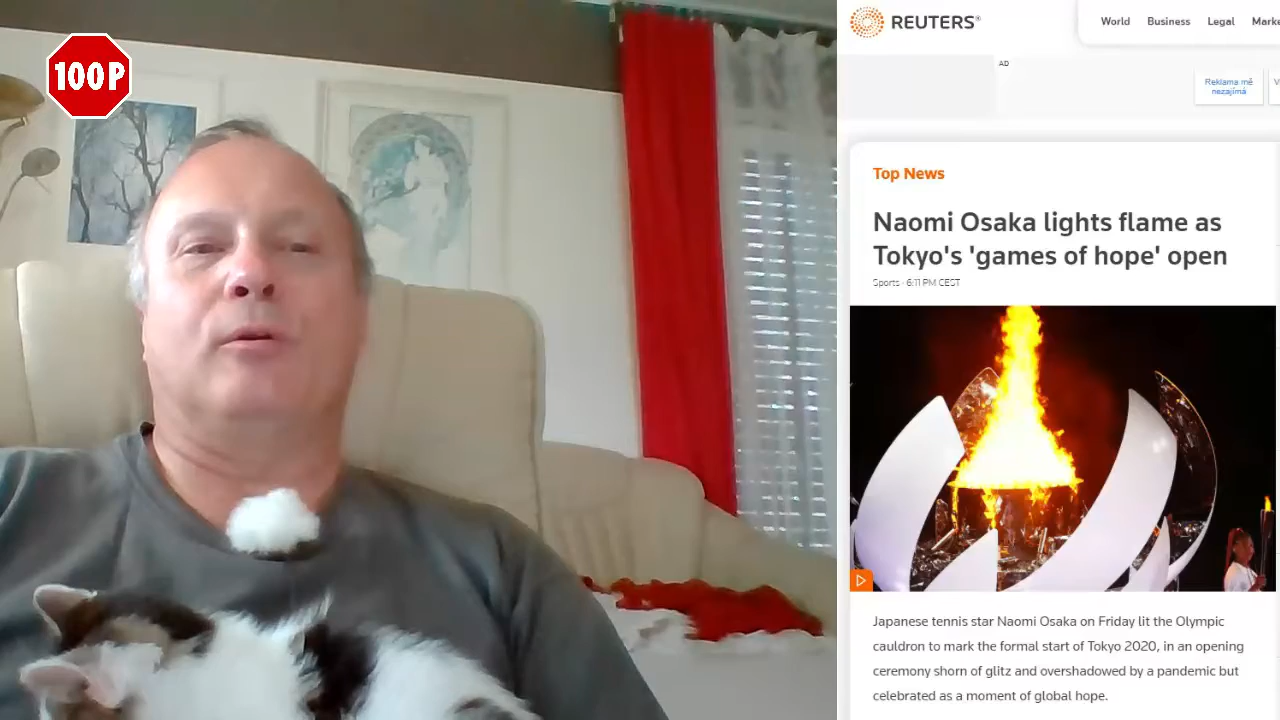 100P
REUTERS®
World Business Legal
AD
Reklama mě
nezajímá
Top News
Naomi Osaka lights flame as
Tokyo's 'games of hope' open
Sports · 6:11 PM CEST
Japanese tennis star Naomi Osaka on Friday lit the Olympic
cauldron to mark the formal start of Tokyo 2020, in an opening
ceremony shorn of glitz and overshadowed by a pandemic but
celebrated as a moment of global hope.